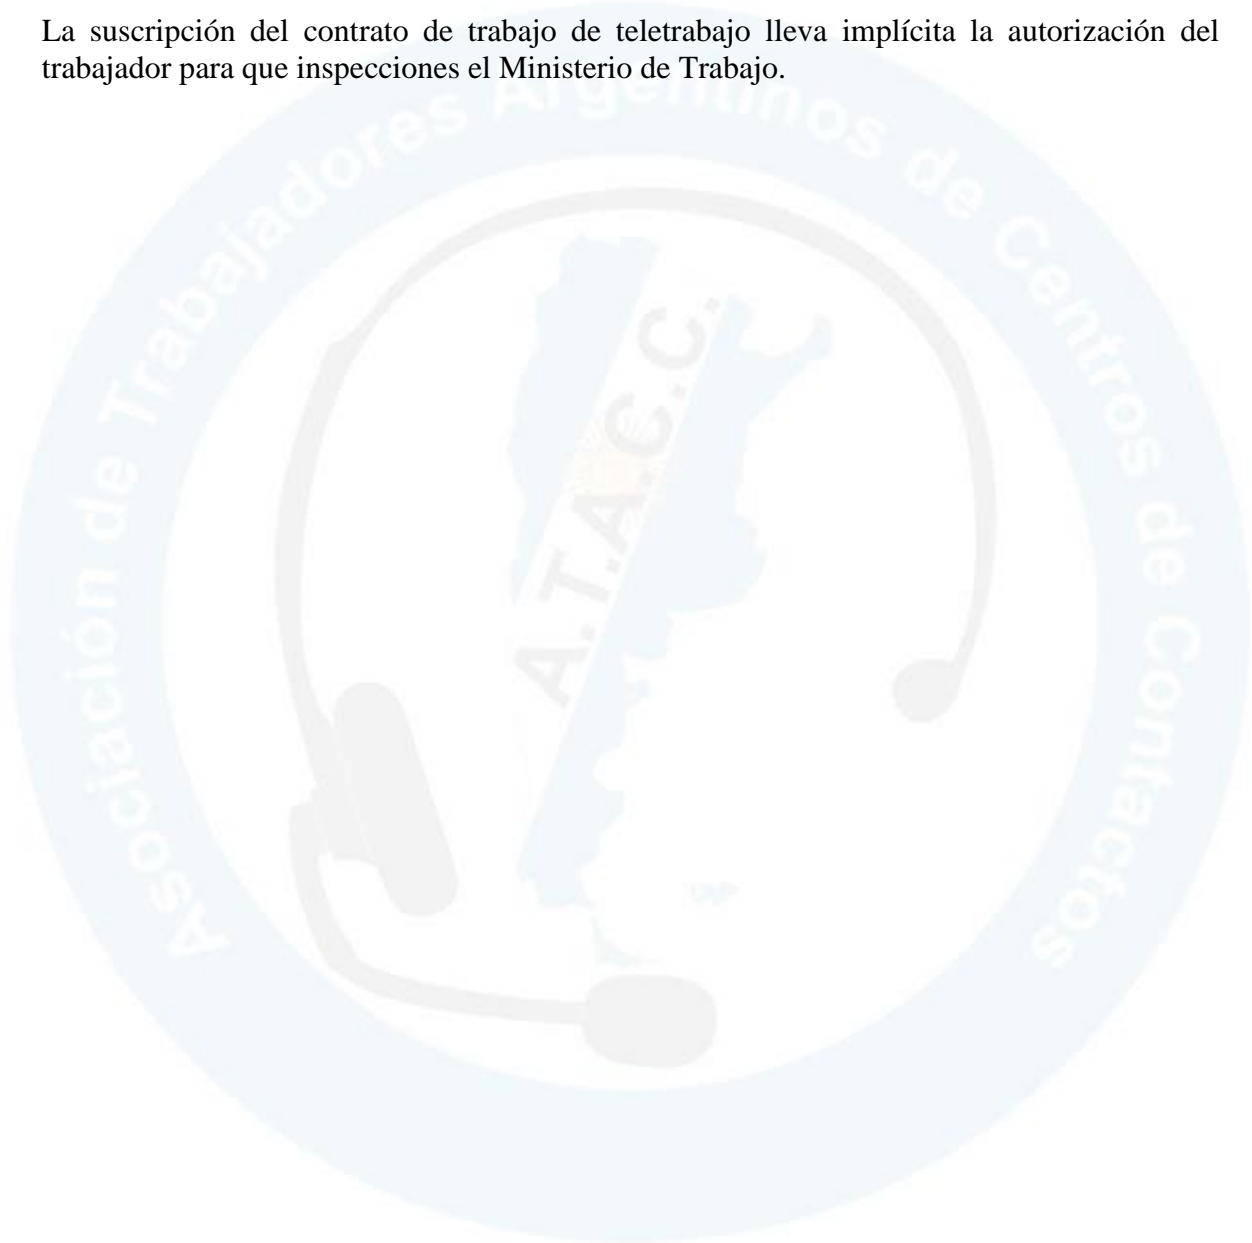 La suscripción del contrato de trabajo de teletrabajo lleva implícita la autorización del
trabajador para que inspecciones el Ministerio de Trabajo.
Asociación de Trabajadores Argentinos de Centros de Contactos
A.T.A.C.C.